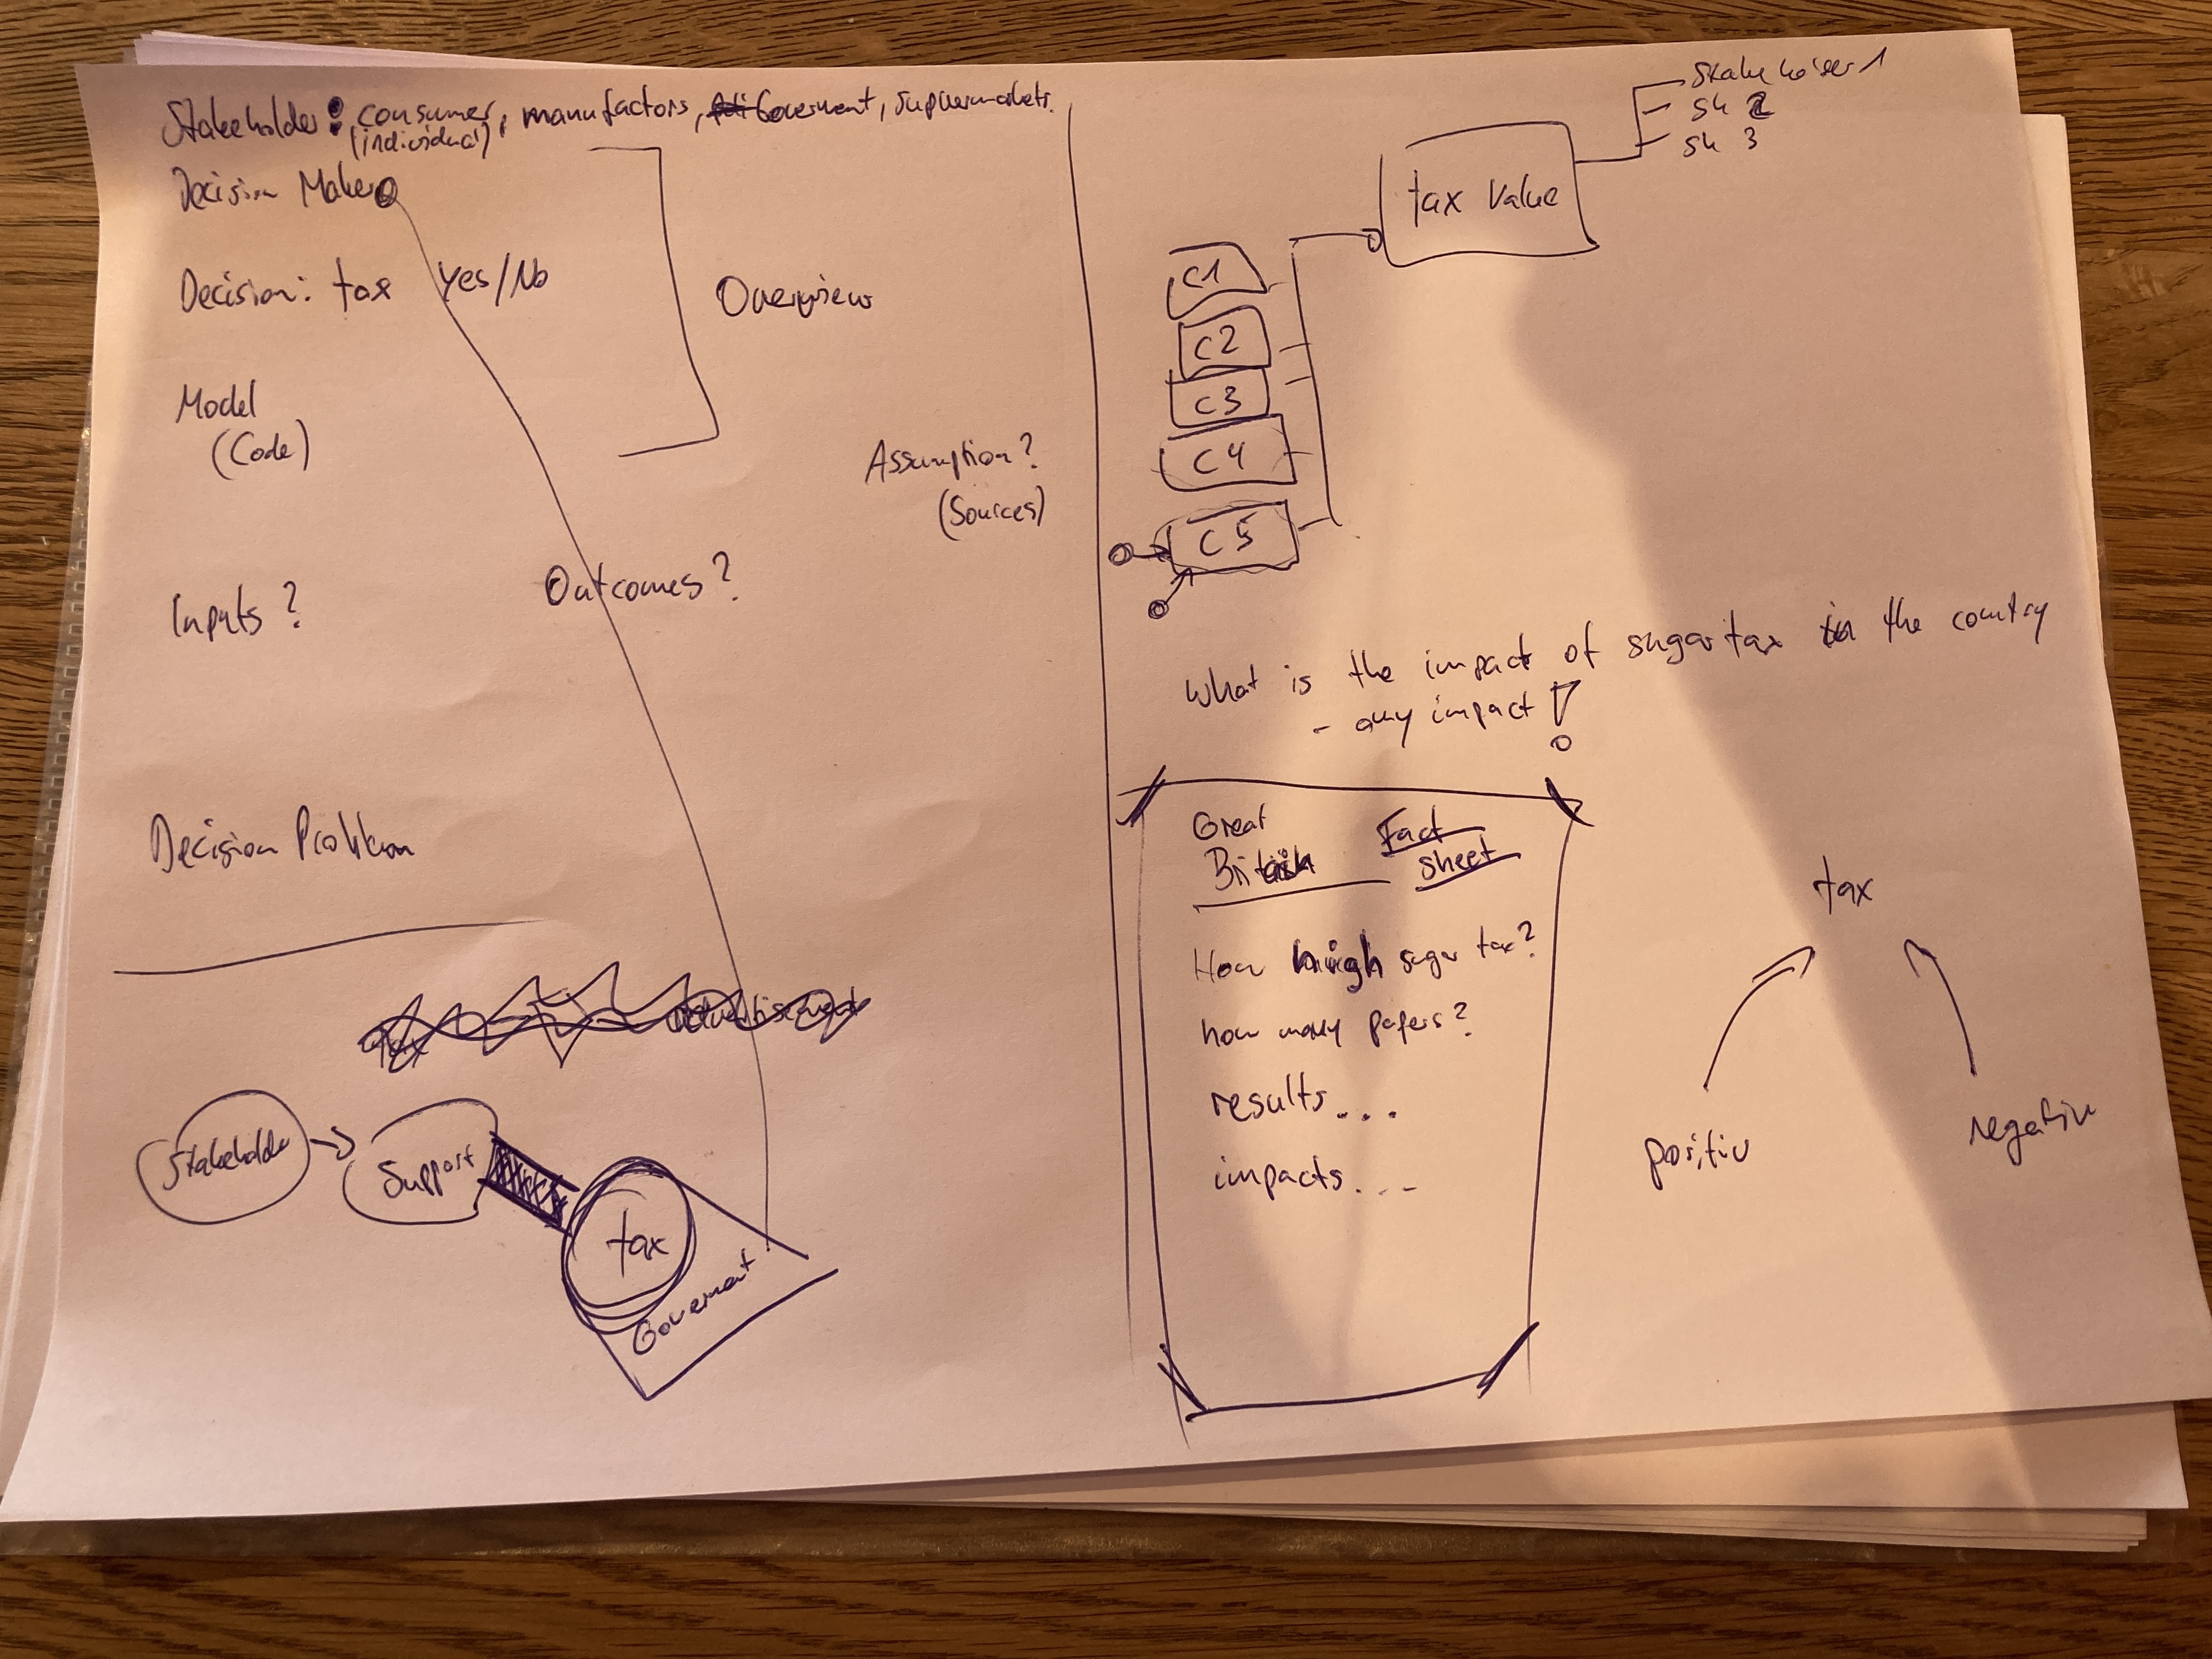 Stakeholder: consumer, manufactors, Goverment, Supuermarkets.
(individual)
Decision Maker
Decision: tax Yes/No
Overview
Model
(Code)
Assumption?
(Sources)
Inputs?
Outcomes?
Decision Problem
Stakeholder
Support
tax
Goverment
Stakeholder 1
Sh 2
Sh 3
tax value
C1
C2
C3
C4
C5
What is the impact of sugar tax in the country
- any impact!
Great
Britain
Fact
sheet
How high sugar tax?
how many papers?
results...
impacts...
tax
positiv
negativ